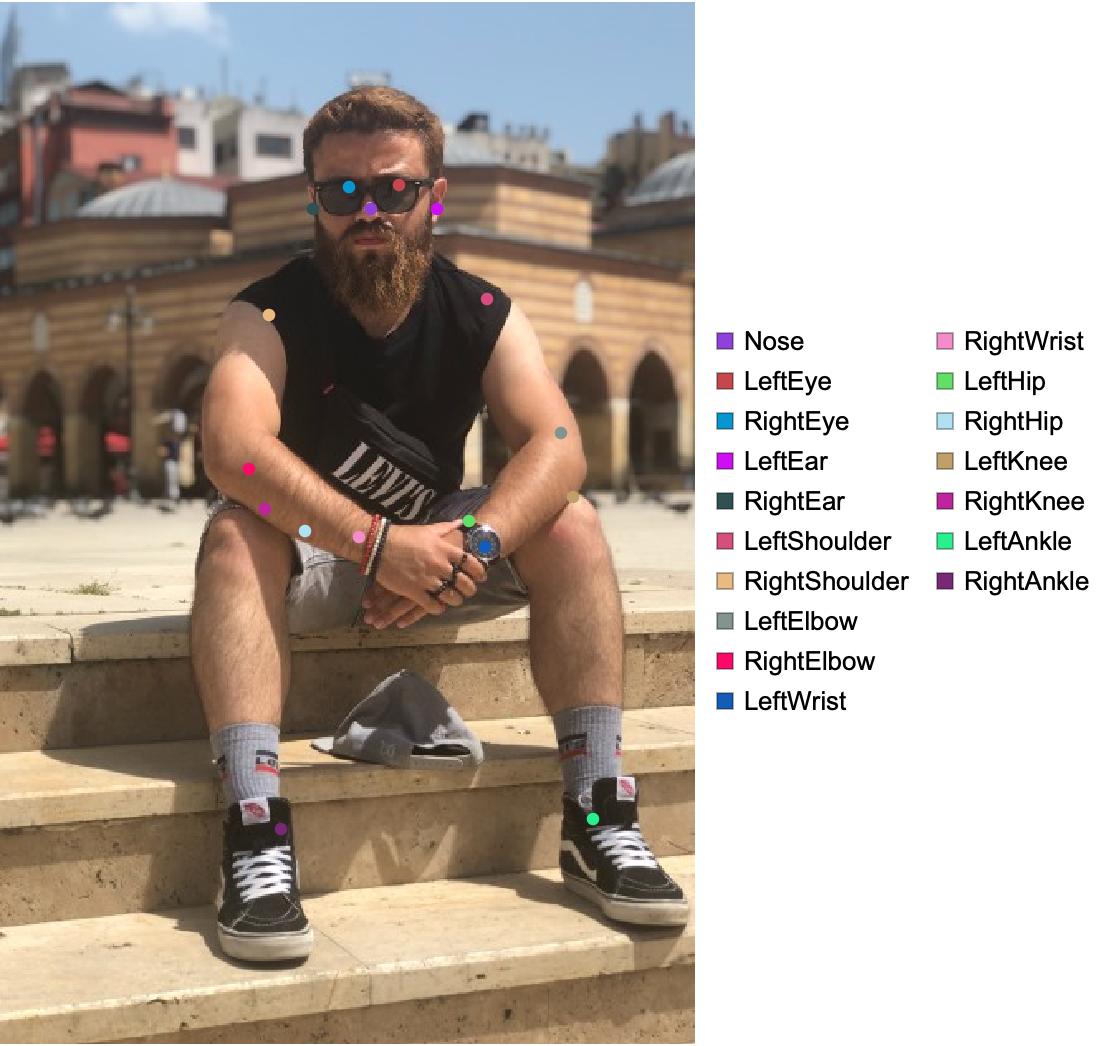 LEVI'S
Nose
LeftEye
RightEye
LeftEar
RightEar
LeftShoulder
RightShoulder
LeftElbow
RightElbow
LeftWrist
RightWrist
LeftHip
RightHip
LeftKnee
RightKnee
LeftAnkle
RightAnkle